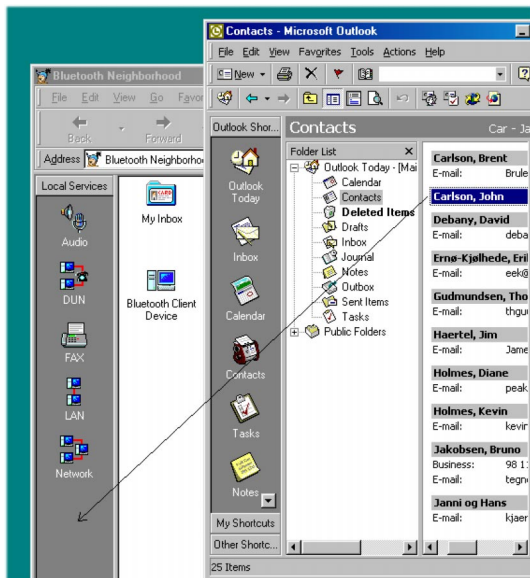 Contacts - Microsoft Outlook
File Edit View Favorites Tools Actions Help
New
Outlook Shor...
Contacts
Car - Ja
Outlook Today
Inbox
Calendar
Contacts
Tasks
Notes
My Shortcuts
Other Shortc...
Folder List
Outlook Today - [Mai
Calendar
Contacts
Deleted Items
Drafts
Inbox
Journal
Notes
Outbox
Sent Items
Tasks
Public Folders
Carlson, Brent
E-mail: Brule
Carlson, John
Debany, David
E-mail: deba
Ernø-Kjølhede, Eril
E-mail: eek@
Gudmundsen, Tho
E-mail: thgu
Haertel, Jim
E-mail: Jame
Holmes, Diane
E-mail: peak
Holmes, Kevin
E-mail: kevir
Jakobsen, Bruno
Business: 98 1
E-mail: tegn
Janni og Hans
E-mail: kjaer
25 Items
Bluetooth Neighborhood
File Edit View Go Favo
Back Forward
Address Bluetooth Neighborho
Local Services
Audio
DUN
FAX
LAN
Network
My Inbox
Bluetooth Client
Device